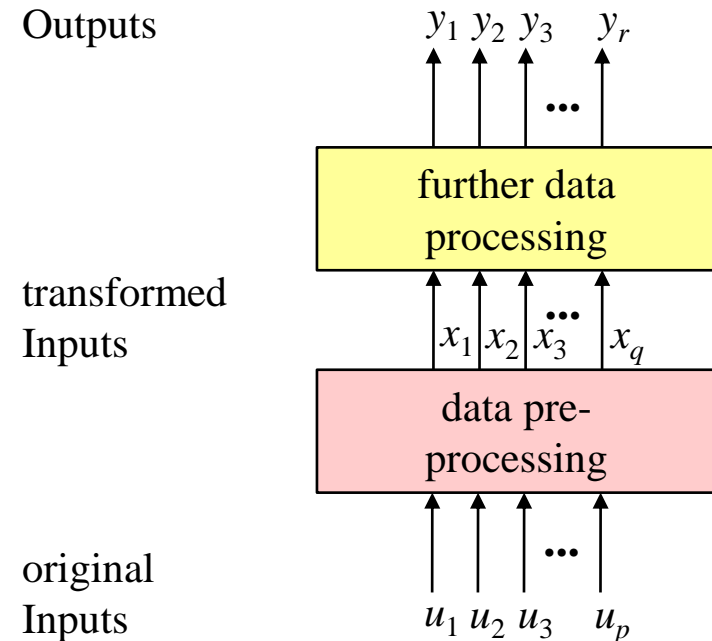 Outputs y₁ y₂ y₃ yᵣ
...
further data
processing
transformed
Inputs
...
x₁ x₂ x₃ x_q
data pre-
processing
...
original
Inputs
u₁ u₂ u₃ uₚ